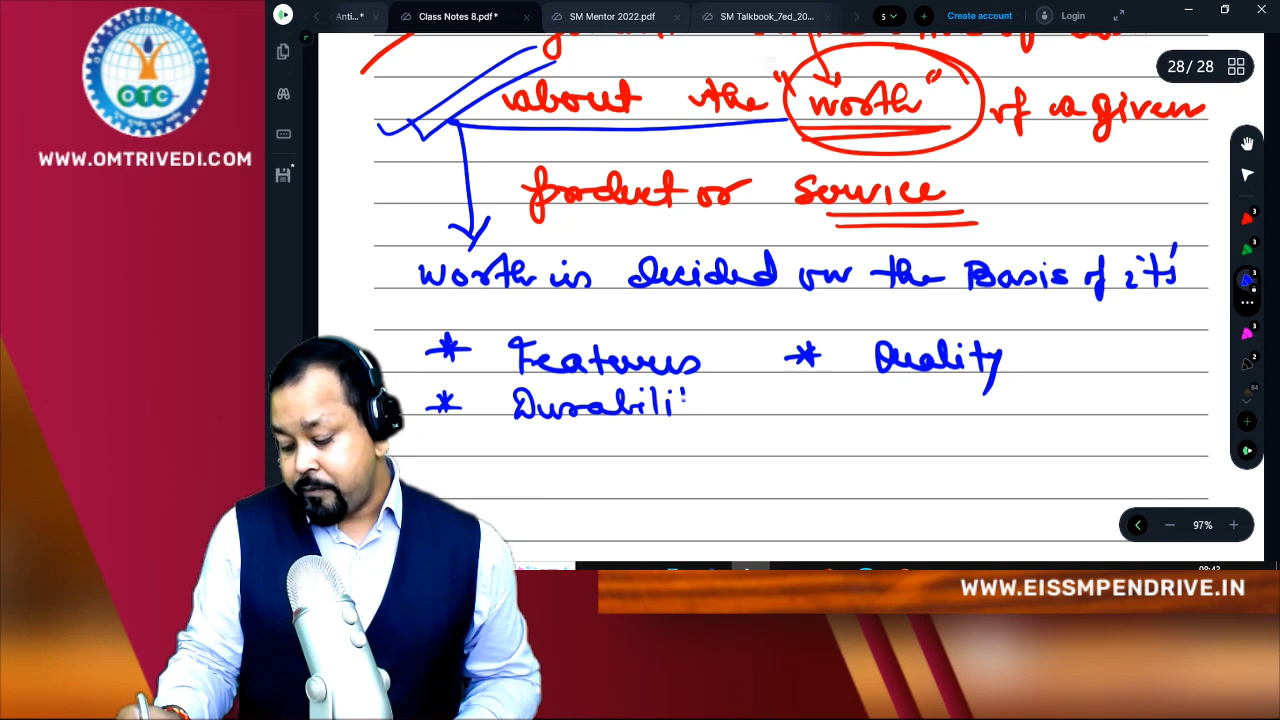 Anti...*
Class Notes 8.pdf*
SM Mentor 2022.pdf
SM Talkbook_7ed_20...
5
Create account
Login
28 / 28
OTC
WWW.OMTRIVEDI.COM
about the "worth" of a given
product or service
worth is decided on the Basis of it's
* Features * Quality
* Durabili
97%
WWW.EISSMPENDRIVE.IN